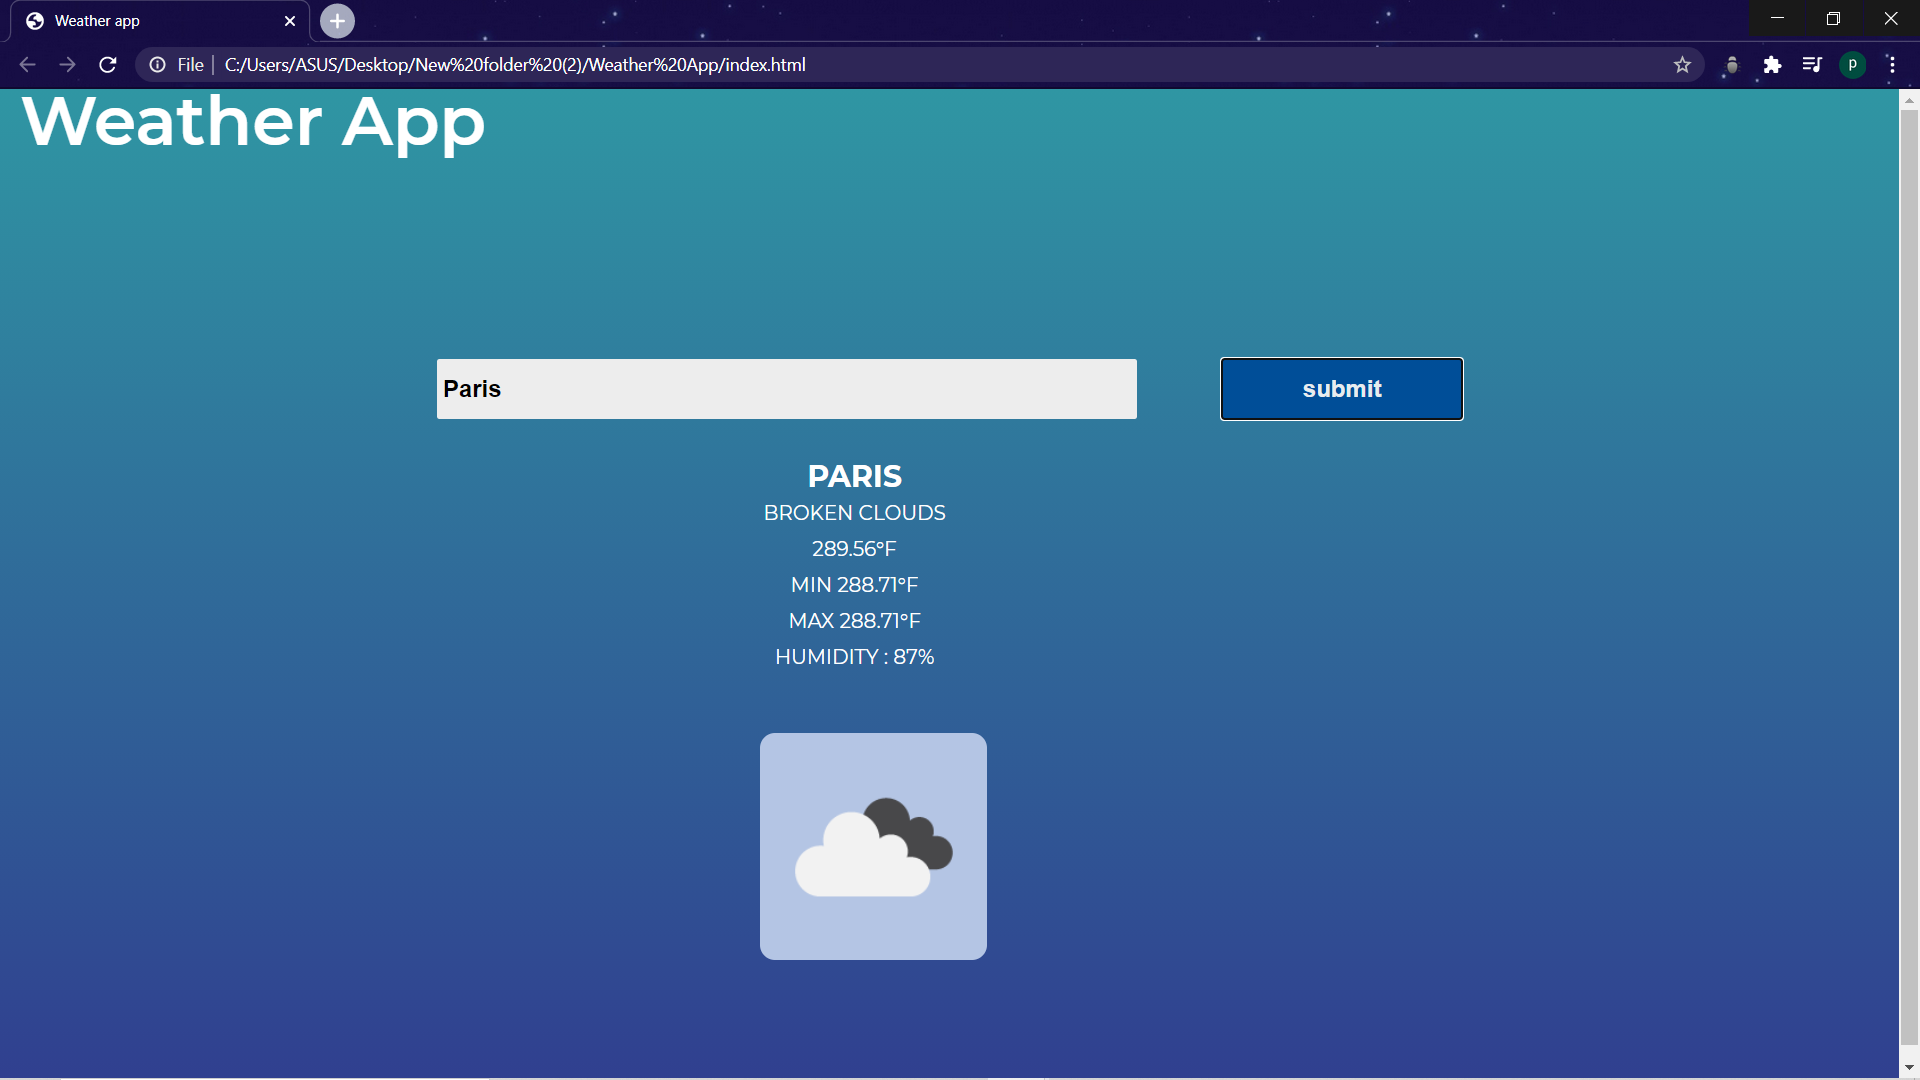 Weather app
File | C:/Users/ASUS/Desktop/New%20folder%20(2)/Weather%20App/index.html
P
Weather App
Paris
submit
PARIS
BROKEN CLOUDS
289.56°F
MIN 288.71°F
MAX 288.71°F
HUMIDITY : 87%